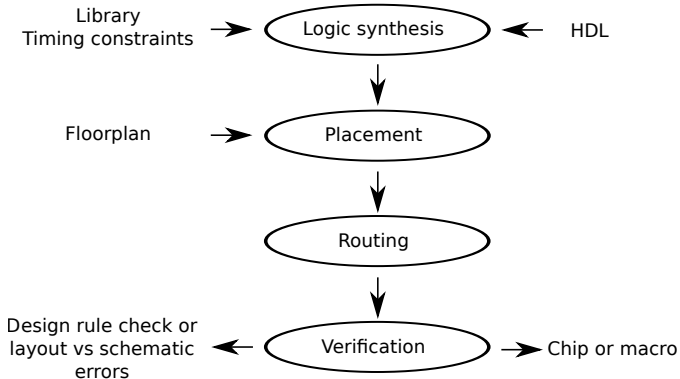 Library
Timing constraints
Logic synthesis
HDL
Floorplan
Placement
Routing
Design rule check or
layout vs schematic
errors
Verification
Chip or macro